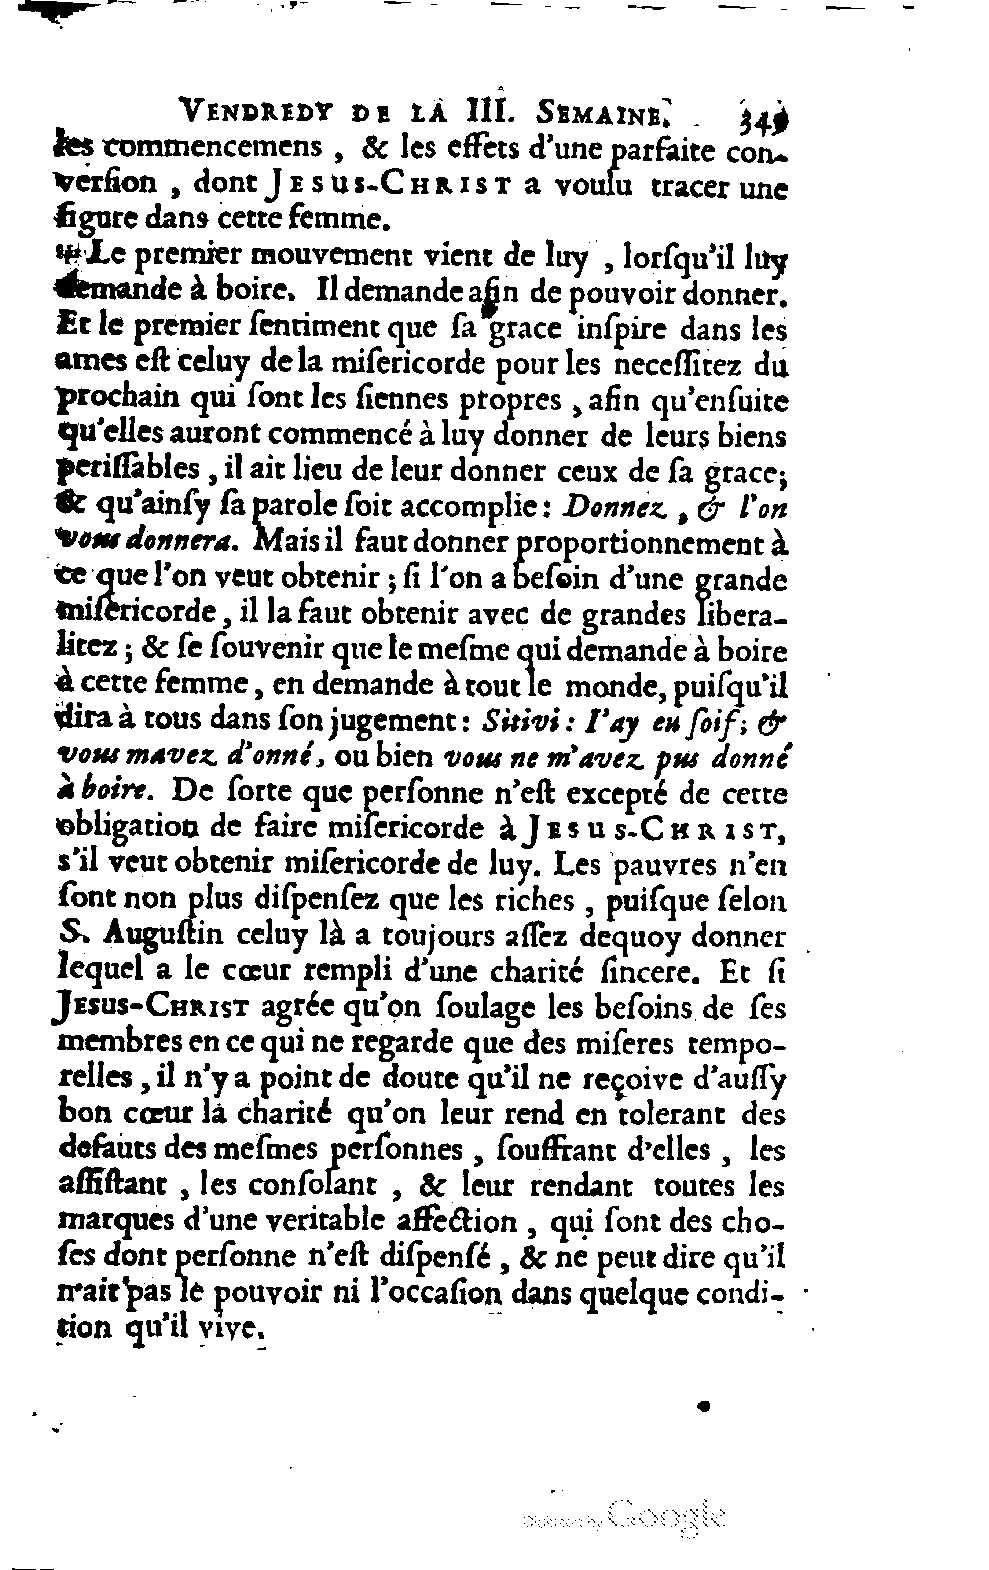 VENDREDY DE LA III. SEMAINE. 349
les commencemens, & les effets d'une parfaite con-
verſion, dont JESUS-CHRIST a voulu tracer une
figure dans cette femme.
Le premier mouvement vient de luy, lorſqu'il luy
demande à boire. Il demande afin de pouvoir donner.
Et le premier ſentiment que ſa grace inſpire dans les
ames eſt celuy de la miſericorde pour les neceſſitez du
prochain qui ſont les ſiennes propres, afin qu'enſuite
qu'elles auront commencé à luy donner de leurs biens
periſſables, il ait lieu de leur donner ceux de ſa grace;
& qu'ainſy ſa parole ſoit accomplie: Donnez, & l'on
vous donnera. Mais il faut donner proportionnement à
ce que l'on veut obtenir; ſi l'on a beſoin d'une grande
miſericorde, il la faut obtenir avec de grandes libera-
litez; & ſe ſouvenir que le meſme qui demande à boire
à cette femme, en demande à tout le monde, puiſqu'il
dira à tous dans ſon jugement: Sitivi: I'ay eu ſoif; &
vous mavez d'onné, ou bien vous ne m'avez pas donné
à boire. De ſorte que perſonne n'eſt excepté de cette
obligation de faire miſericorde à JESUS-CHRIST,
s'il veut obtenir miſericorde de luy. Les pauvres n'en
ſont non plus diſpenſez que les riches, puiſque ſelon
S. Auguſtin celuy là a toujours aſſez dequoy donner
lequel a le cœur rempli d'une charité ſincere. Et ſi
JESUS-CHRIST agrée qu'on ſoulage les beſoins de ſes
membres en ce qui ne regarde que des miſeres tempo-
relles, il n'y a point de doute qu'il ne reçoive d'auſſy
bon cœur la charité qu'on leur rend en tolerant des
defauts des meſmes perſonnes, ſouffrant d'elles, les
aſſiſtant, les conſolant, & leur rendant toutes les
marques d'une veritable affection, qui ſont des cho-
ſes dont perſonne n'eſt diſpenſé, & ne peut dire qu'il
n'ait pas le pouvoir ni l'occaſion dans quelque condi-
tion qu'il vive.
Digitized by Google